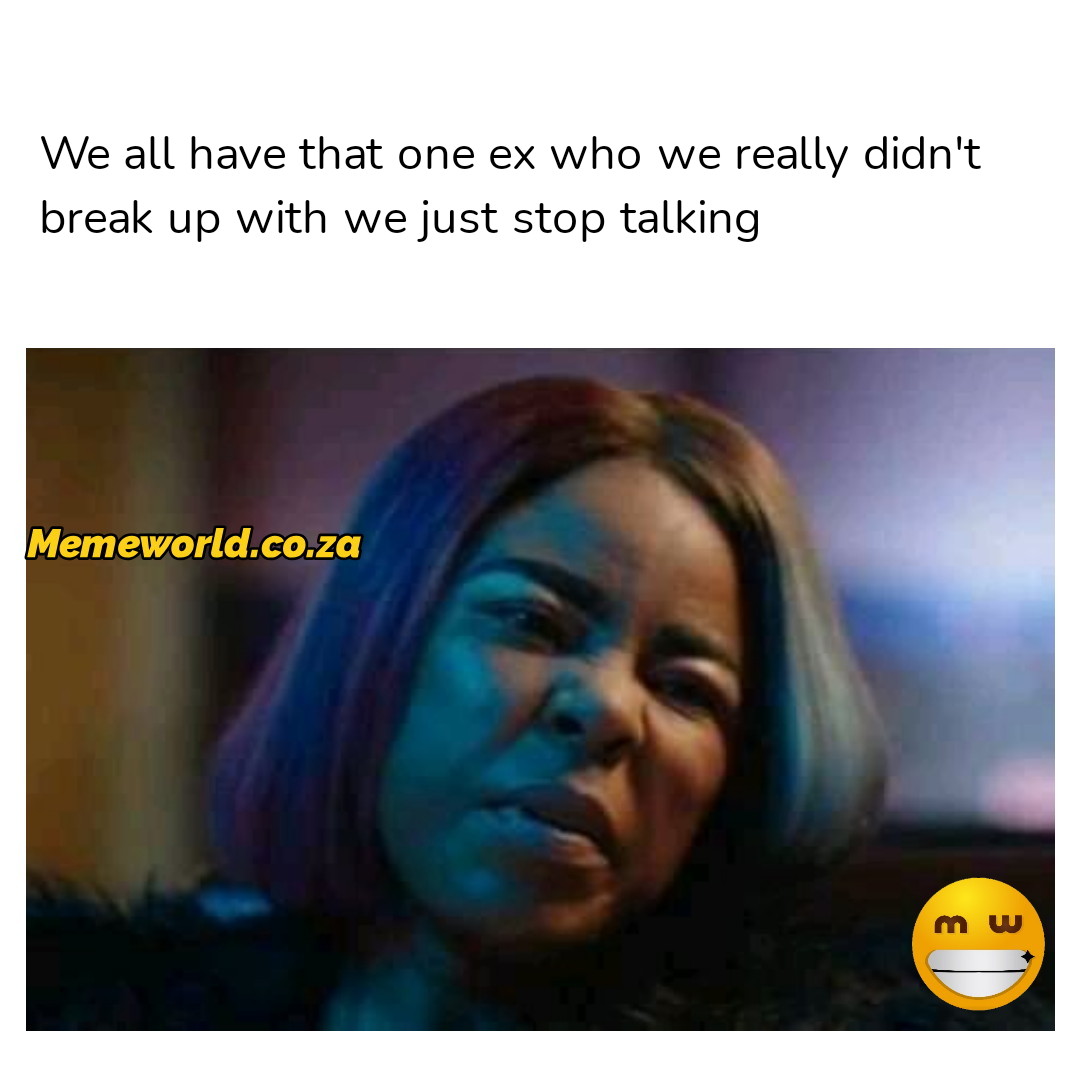 We all have that one ex who we really didn't
break up with we just stop talking
Memeworld.co.za
m w